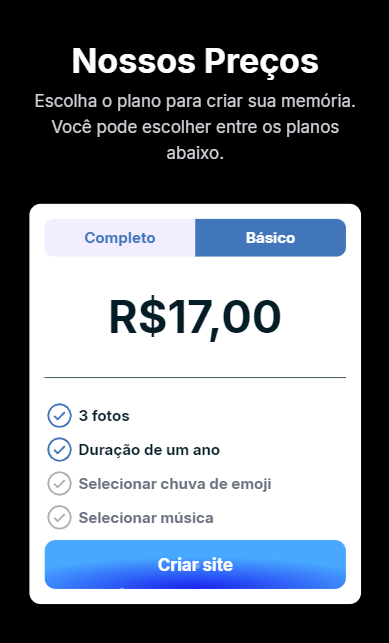 Nossos Preços
Escolha o plano para criar sua memória.
Você pode escolher entre os planos
abaixo.
Completo
Básico
R$17,00
3 fotos
Duração de um ano
Selecionar chuva de emoji
Selecionar música
Criar site